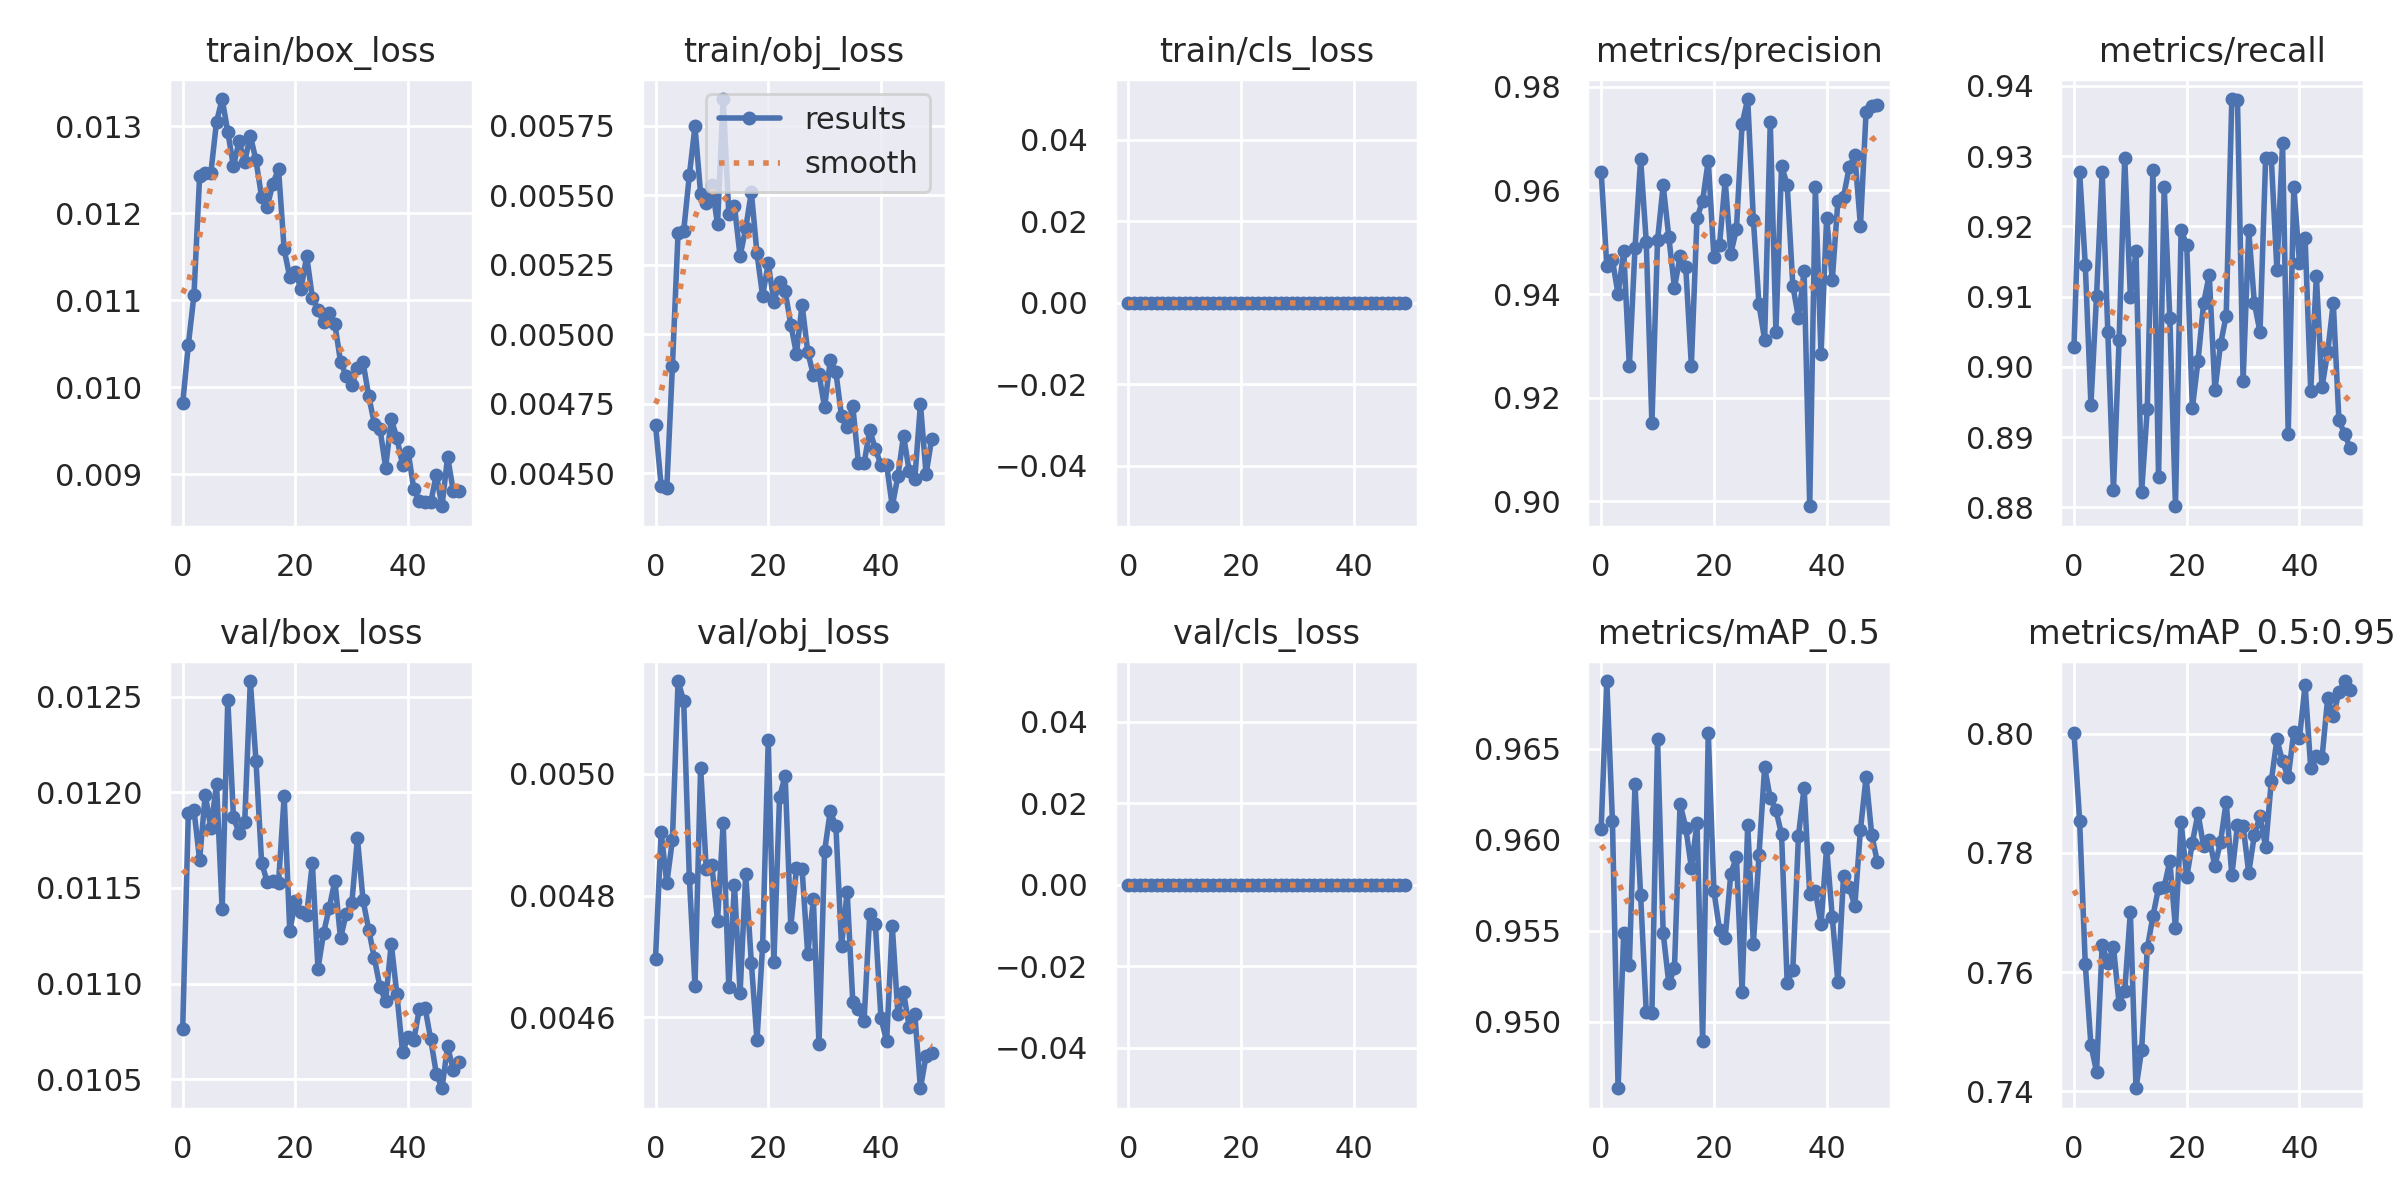 train/box_loss
0.013
0.012
0.011
0.010
0.009
0 20 40
train/obj_loss
results
smooth
0.00575
0.00550
0.00525
0.00500
0.00475
0.00450
0 20 40
train/cls_loss
0.04
0.02
0.00
−0.02
−0.04
0 20 40
metrics/precision
0.98
0.96
0.94
0.92
0.90
0 20 40
metrics/recall
0.94
0.93
0.92
0.91
0.90
0.89
0.88
0 20 40
val/box_loss
0.0125
0.0120
0.0115
0.0110
0.0105
0 20 40
val/obj_loss
0.0050
0.0048
0.0046
0 20 40
val/cls_loss
0.04
0.02
0.00
−0.02
−0.04
0 20 40
metrics/mAP_0.5
0.965
0.960
0.955
0.950
0 20 40
metrics/mAP_0.5:0.95
0.80
0.78
0.76
0.74
0 20 40